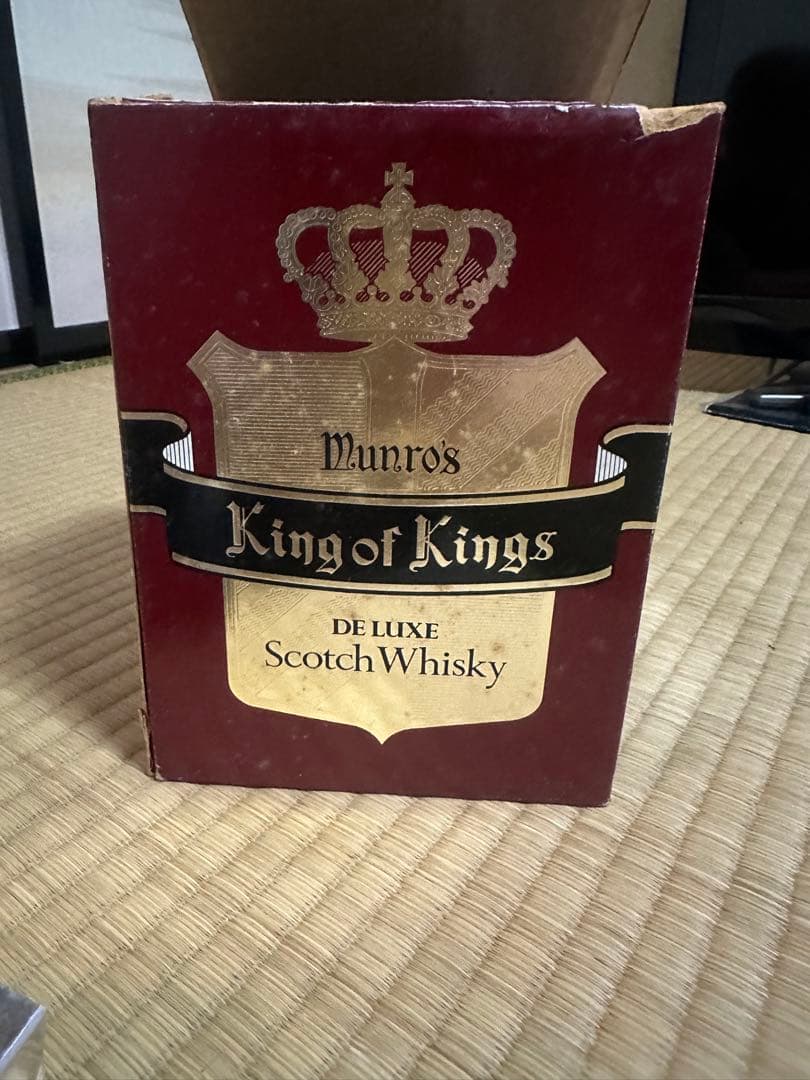 Munro's
King of Kings
DE LUXE
Scotch Whisky